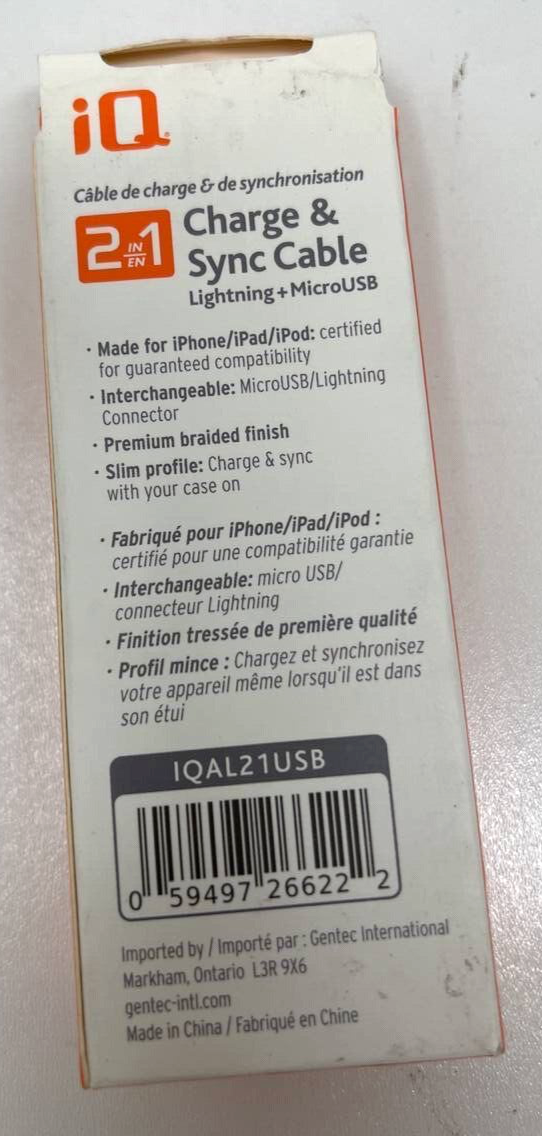 iQ
Câble de charge & de synchronisation
2 IN EN 1
Charge &
Sync Cable
Lightning+MicroUSB
· Made for iPhone/iPad/iPod: certified
for guaranteed compatibility
· Interchangeable: MicroUSB/Lightning
Connector
· Premium braided finish
· Slim profile: Charge & sync
with your case on
· Fabriqué pour iPhone/iPad/iPod :
certifié pour une compatibilité garantie
· Interchangeable: micro USB/
connecteur Lightning
· Finition tressée de première qualité
· Profil mince : Chargez et synchronisez
votre appareil même lorsqu'il est dans
son étui
IQAL21USB
0 59497 26622 2
Imported by / Importé par : Gentec International
Markham, Ontario L3R 9X6
gentec-intl.com
Made in China / Fabriqué en Chine